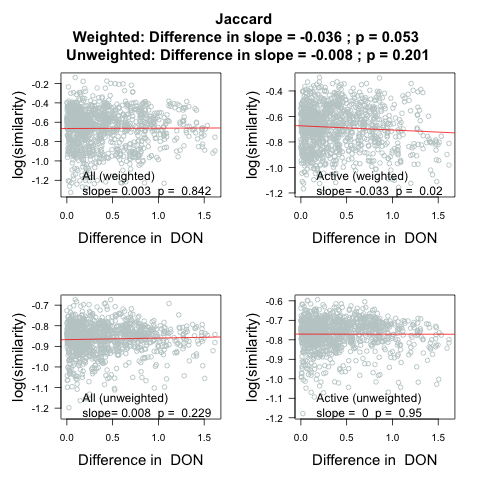 Jaccard
Weighted: Difference in slope = -0.036 ; p = 0.053
Unweighted: Difference in slope = -0.008 ; p = 0.201
log(similarity)
-0.2
-0.4
-0.6
-0.8
-1.0
-1.2
All (weighted)
slope= 0.003 p = 0.842
0.0 0.5 1.0 1.5
Difference in DON
log(similarity)
-0.4
-0.6
-0.8
-1.0
-1.2
Active (weighted)
slope= -0.033 p = 0.02
0.0 0.5 1.0 1.5
Difference in DON
log(similarity)
-0.7
-0.8
-0.9
-1.0
-1.1
-1.2
All (unweighted)
slope= 0.008 p = 0.229
0.0 0.5 1.0 1.5
Difference in DON
log(similarity)
-0.6
-0.7
-0.8
-0.9
-1.0
-1.1
-1.2
Active (unweighted)
slope = 0 p = 0.95
0.0 0.5 1.0 1.5
Difference in DON